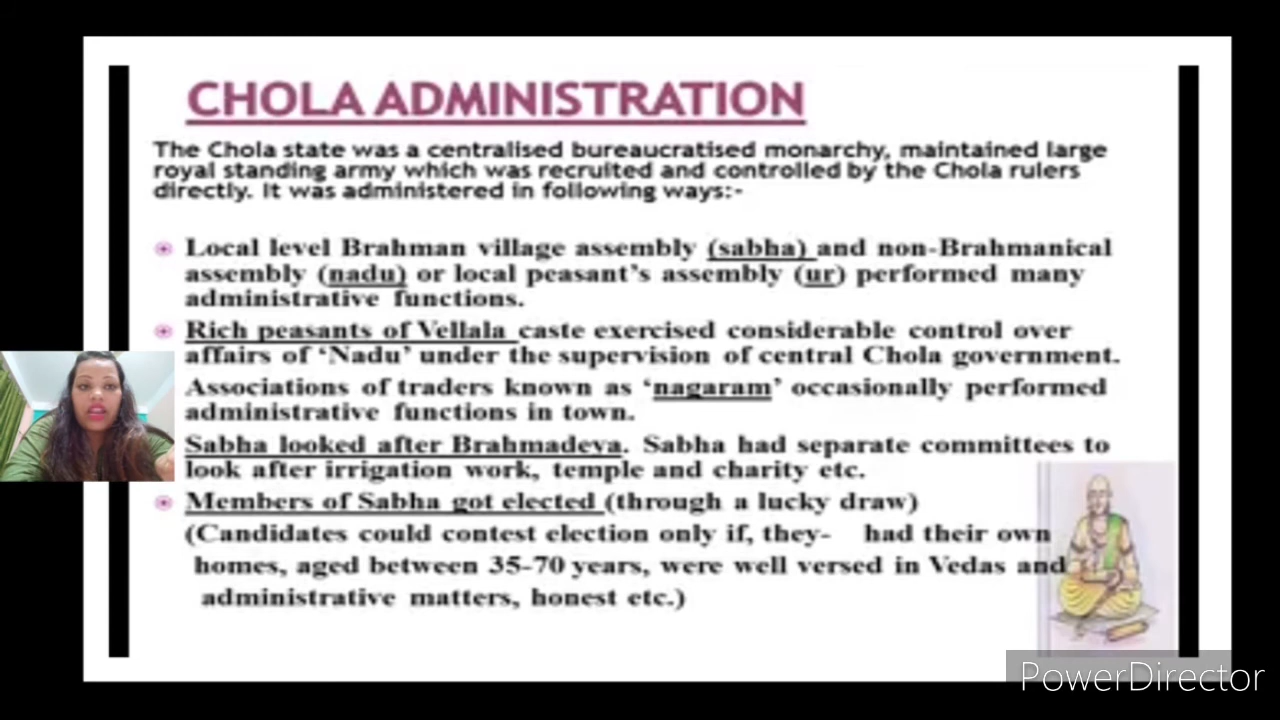 CHOLA ADMINISTRATION
The Chola state was a centralised bureaucratised monarchy, maintained large
royal standing army which was recruited and controlled by the Chola rulers
directly. It was administered in following ways:-
Local level Brahman village assembly (sabha) and non-Brahmanical
assembly (nadu) or local peasant's assembly (ur) performed many
administrative functions.
Rich peasants of Vellala caste exercised considerable control over
affairs of 'Nadu' under the supervision of central Chola government.
Associations of traders known as 'nagaram' occasionally performed
administrative functions in town.
Sabha looked after Brahmadeya. Sabha had separate committees to
look after irrigation work, temple and charity etc.
Members of Sabha got elected (through a lucky draw)
(Candidates could contest election only if, they- had their own
homes, aged between 35-70 years, were well versed in Vedas and
administrative matters, honest etc.)
PowerDirector